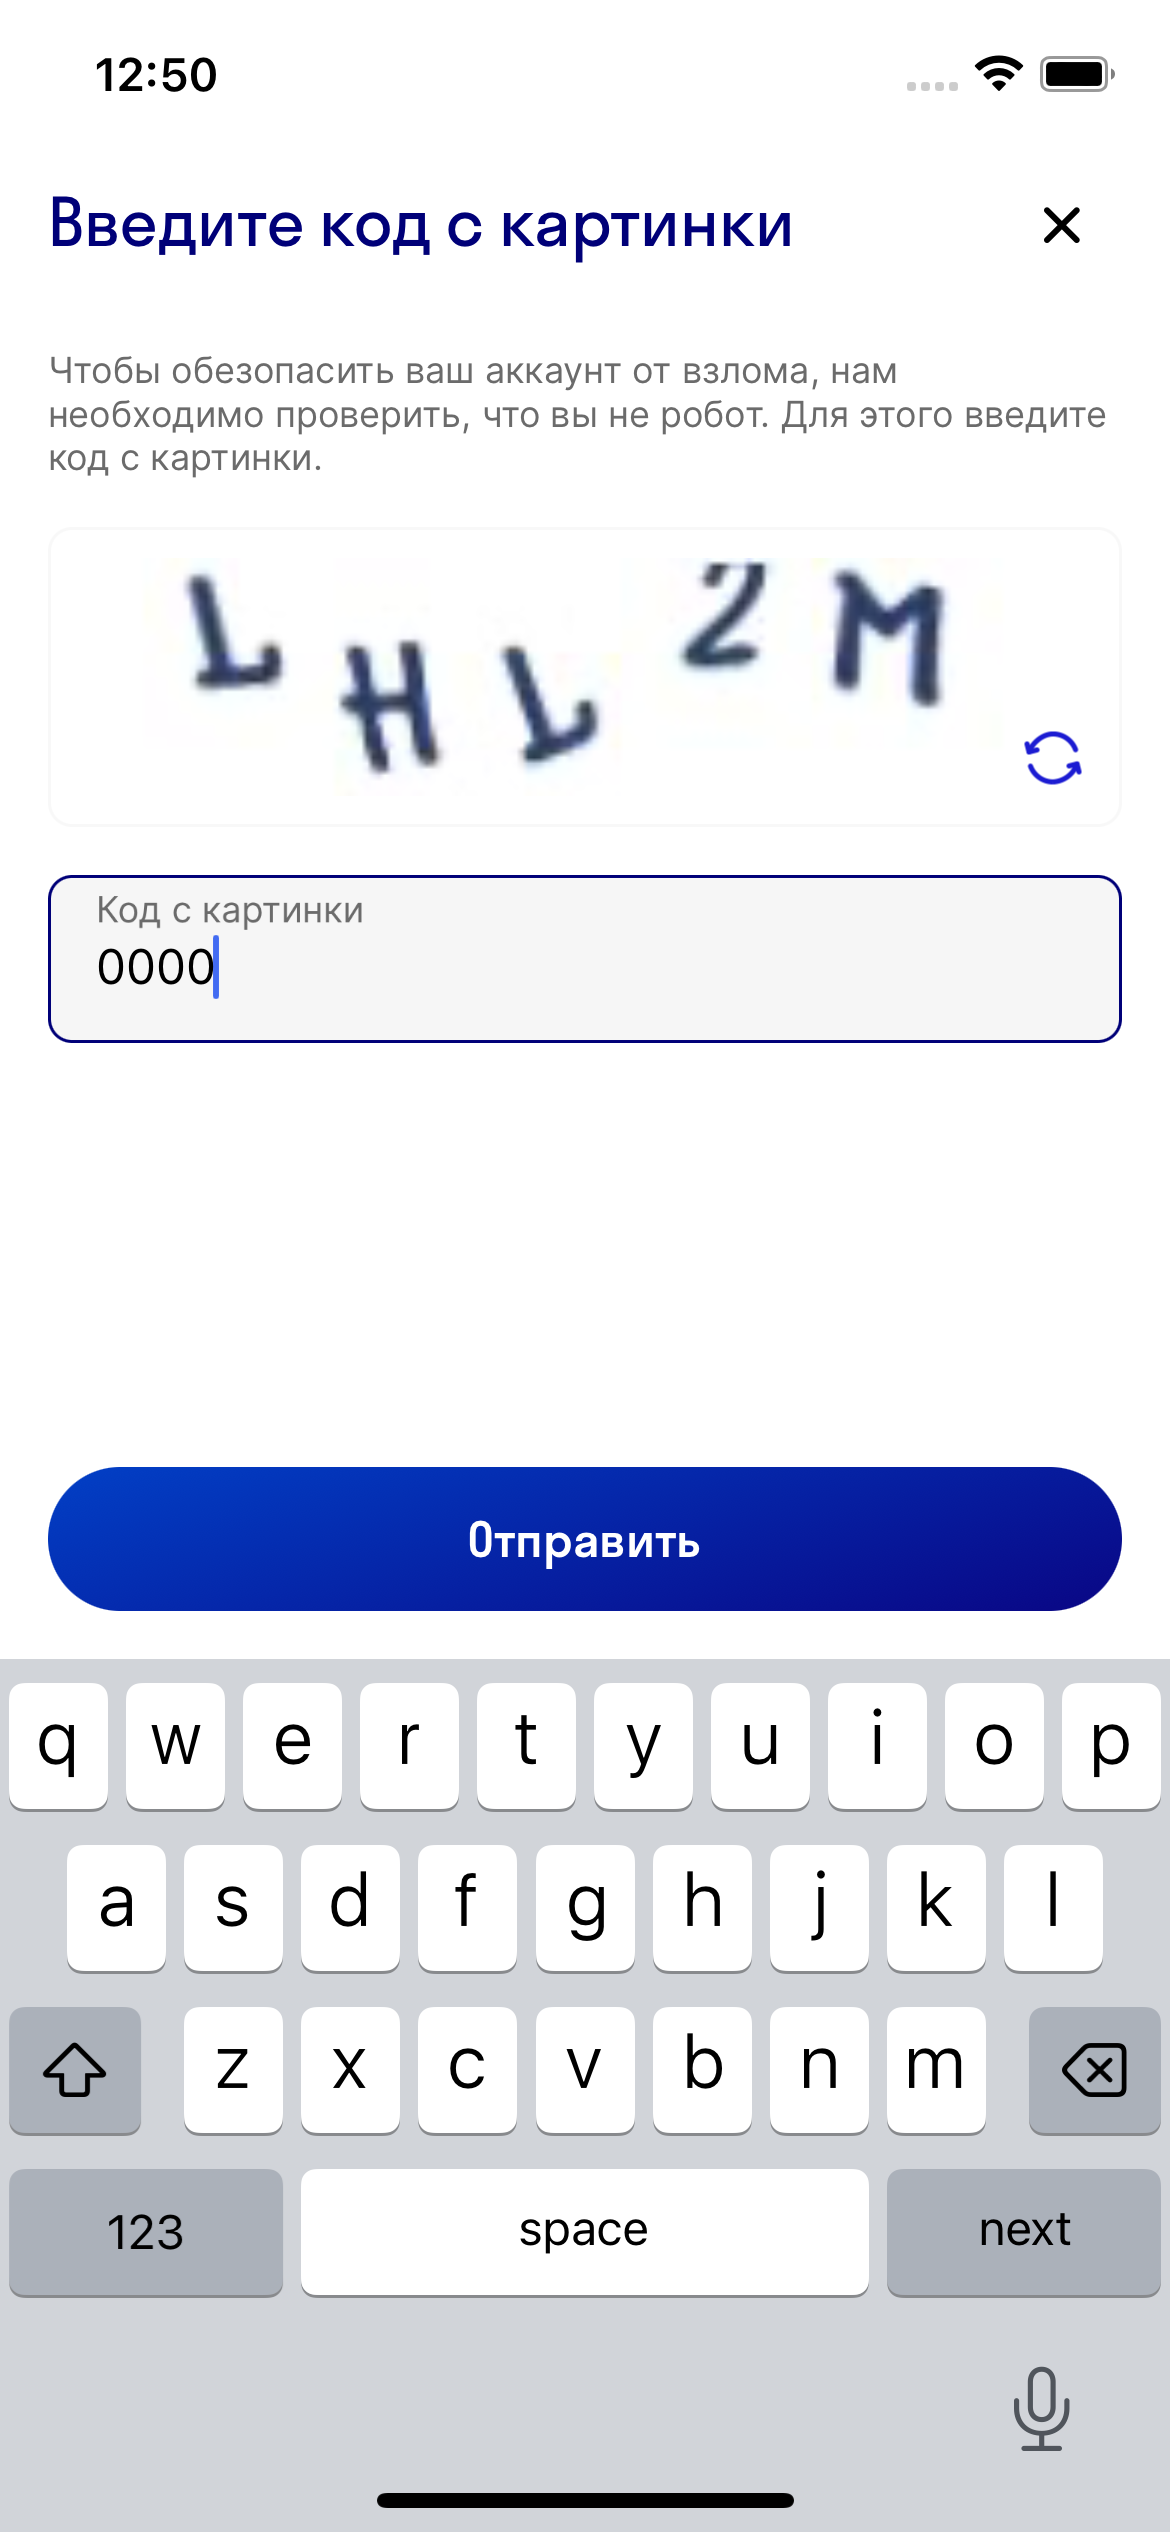 12:50
Введите код с картинки
Чтобы обезопасить ваш аккаунт от взлома, нам
необходимо проверить, что вы не робот. Для этого введите
код с картинки.
LHL2M
Код с картинки
0000
Отправить
q w e r t y u i o p
a s d f g h j k l
z x c v b n m
123 space next